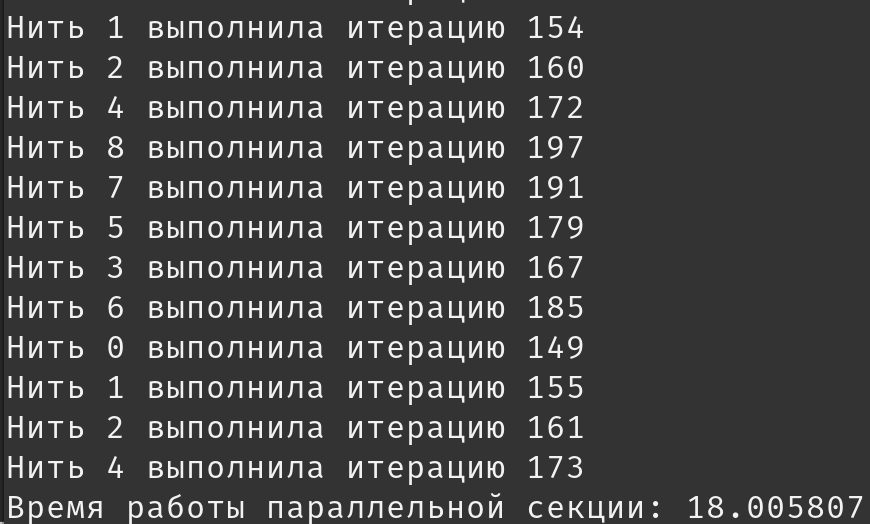 Нить 1 выполнила итерацию 154
Нить 2 выполнила итерацию 160
Нить 4 выполнила итерацию 172
Нить 8 выполнила итерацию 197
Нить 7 выполнила итерацию 191
Нить 5 выполнила итерацию 179
Нить 3 выполнила итерацию 167
Нить 6 выполнила итерацию 185
Нить 0 выполнила итерацию 149
Нить 1 выполнила итерацию 155
Нить 2 выполнила итерацию 161
Нить 4 выполнила итерацию 173
Время работы параллельной секции: 18.005807